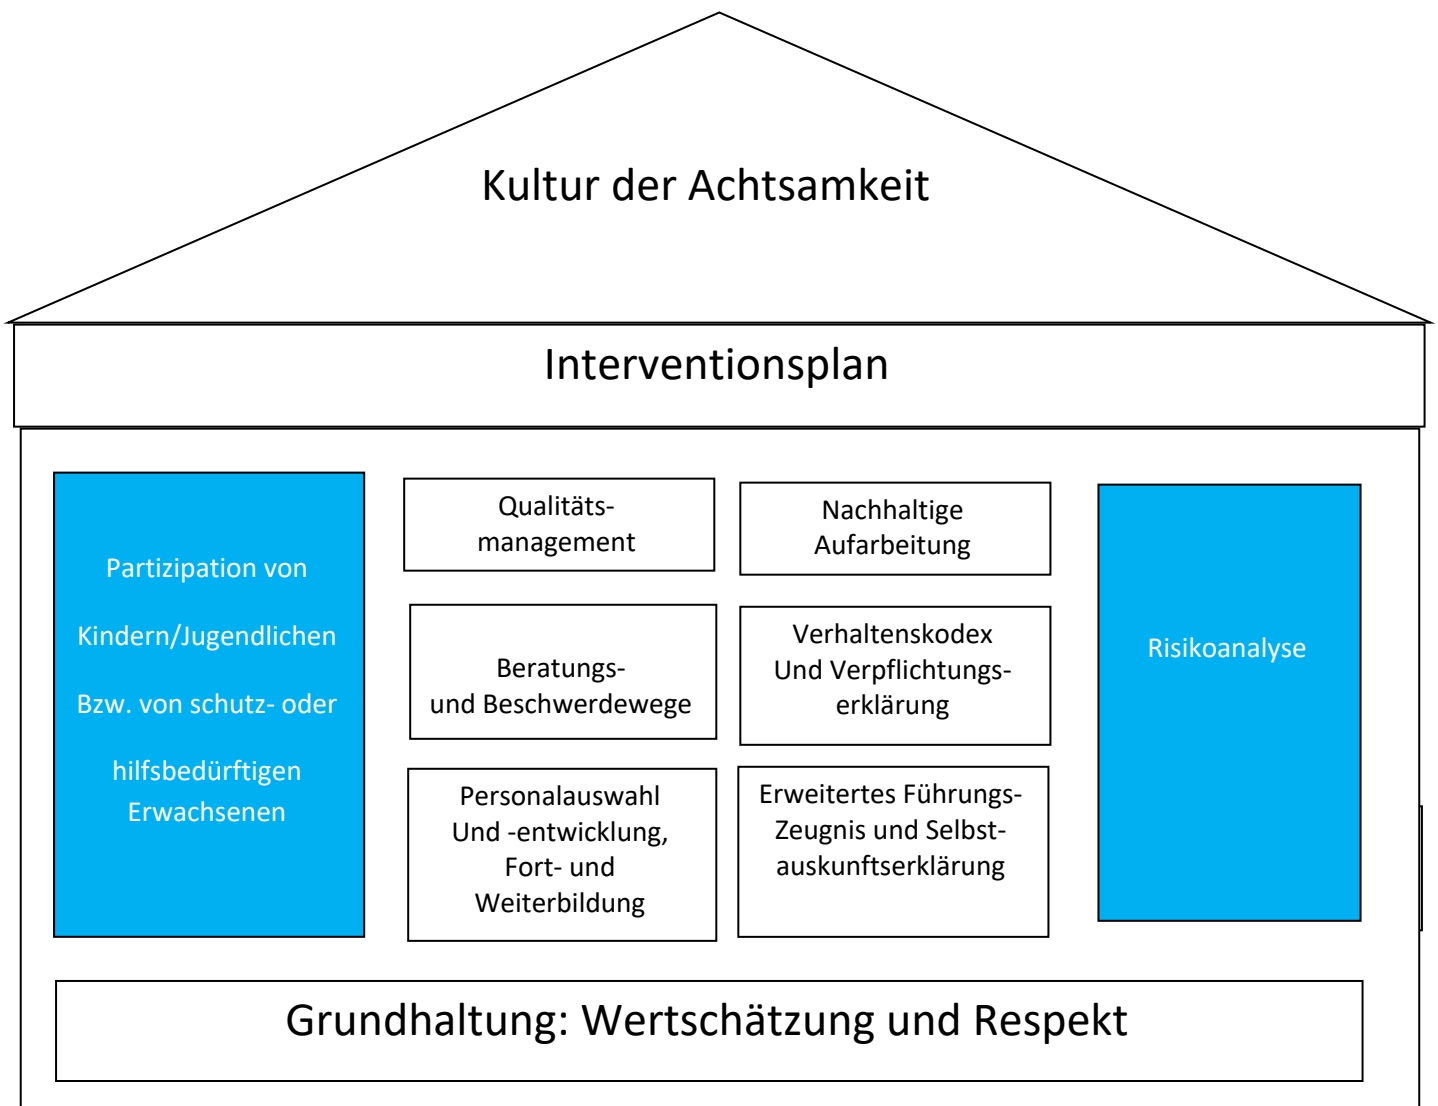 Kultur der Achtsamkeit
Interventionsplan
Partizipation von
Kindern/Jugendlichen
Bzw. von schutz- oder
hilfsbedürftigen
Erwachsenen
Qualitäts-
management
Nachhaltige
Aufarbeitung
Beratungs-
und Beschwerdewege
Verhaltenskodex
Und Verpflichtungs-
erklärung
Personalauswahl
Und -entwicklung,
Fort- und
Weiterbildung
Erweitertes Führungs-
Zeugnis und Selbst-
auskunftserklärung
Risikoanalyse
Grundhaltung: Wertschätzung und Respekt